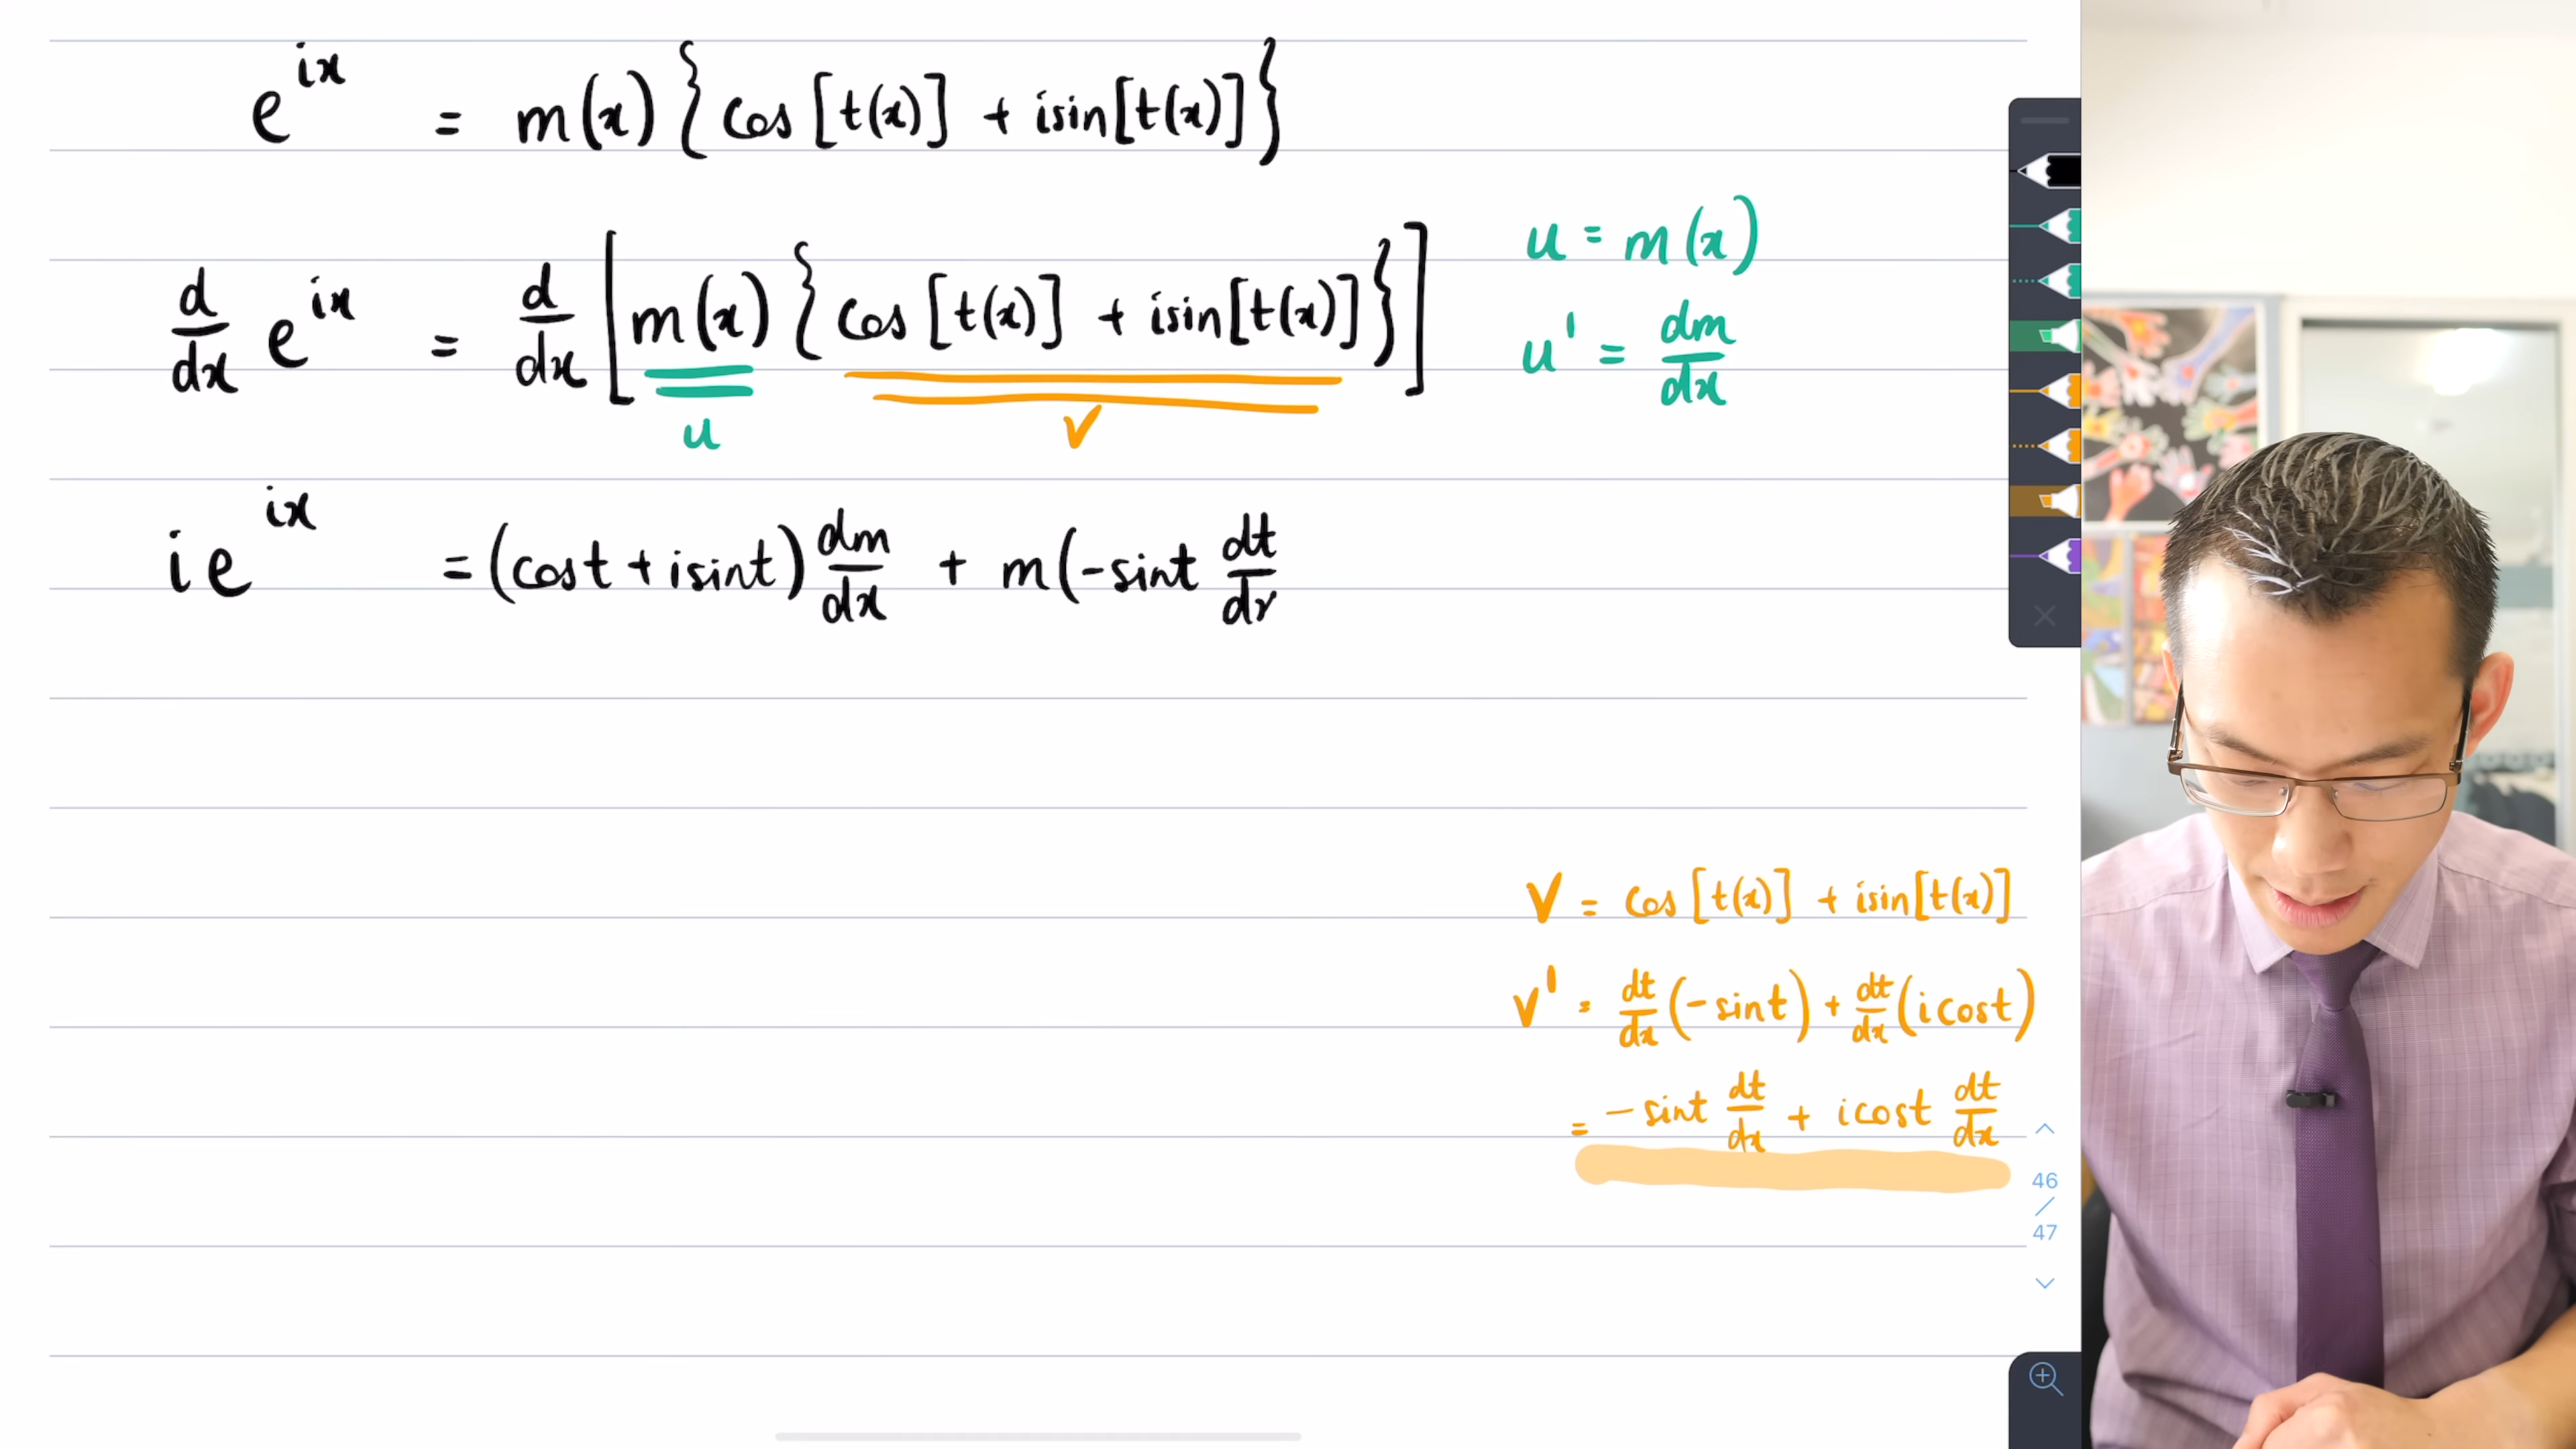 e^{ix} = m(x){cos[t(x)] + isin[t(x)]}
d/dx e^{ix} = d/dx [m(x){cos[t(x)] + isin[t(x)]}]
u
v
u = m(x)
u' = dm/dx
ie^{ix} = (cost + isint) dm/dx + m(-sint dt/dx
v = cos[t(x)] + isin[t(x)]
v' = dt/dx (-sint) + dt/dx (icost)
= -sint dt/dx + icost dt/dx
46
/
47